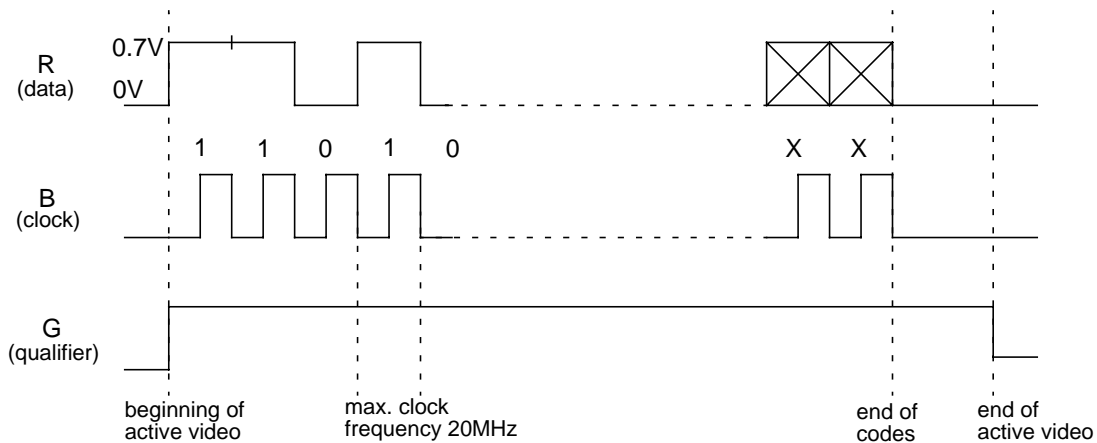 0.7V
R
(data)
0V
1 1 0 1 0 X X
B
(clock)
G
(qualifier)
beginning of
active video
max. clock
frequency 20MHz
end of
codes
end of
active video